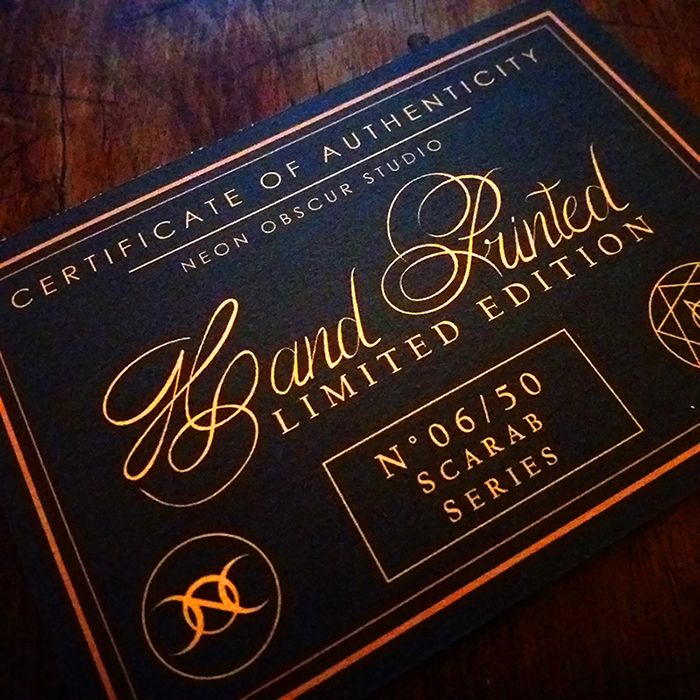 CERTIFICATE OF AUTHENTICITY
NEON OBSCUR STUDIO
Hand Printed
LIMITED EDITION
N° 06/50
SCARAB
SERIES